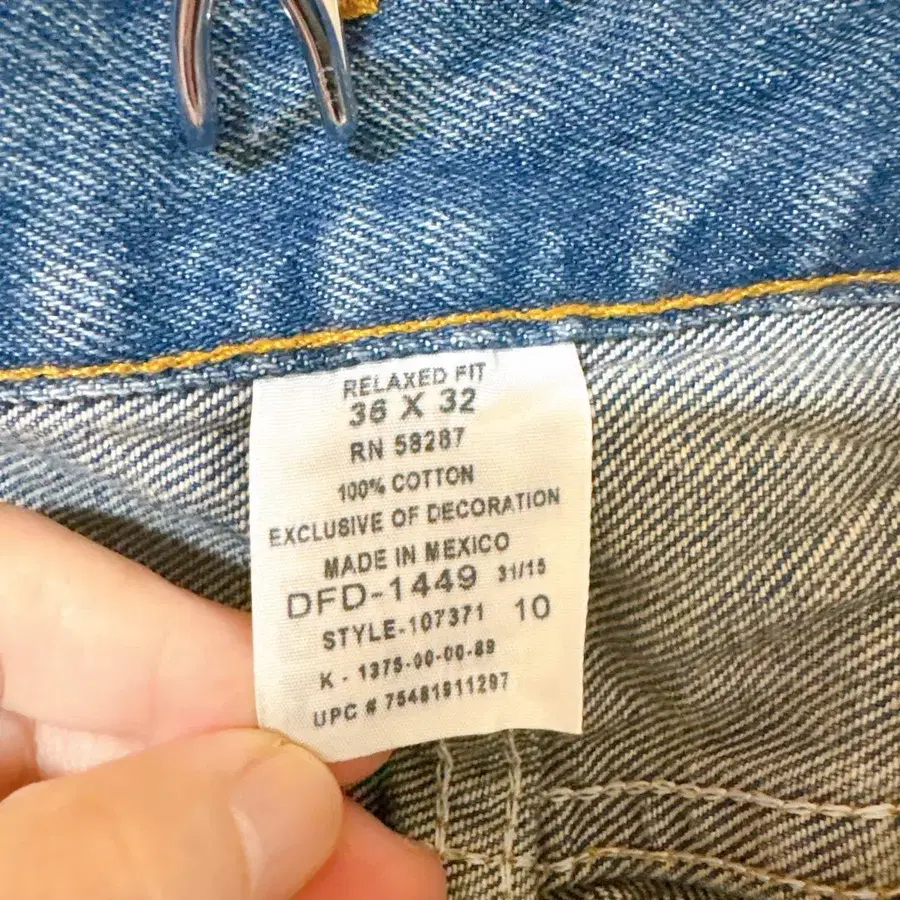 RELAXED FIT
36 X 32
RN 58287
100% COTTON
EXCLUSIVE OF DECORATION
MADE IN MEXICO
DFD-1449 31/15
STYLE-107371 10
K - 1375-00-00-89
UPC # 75481911297